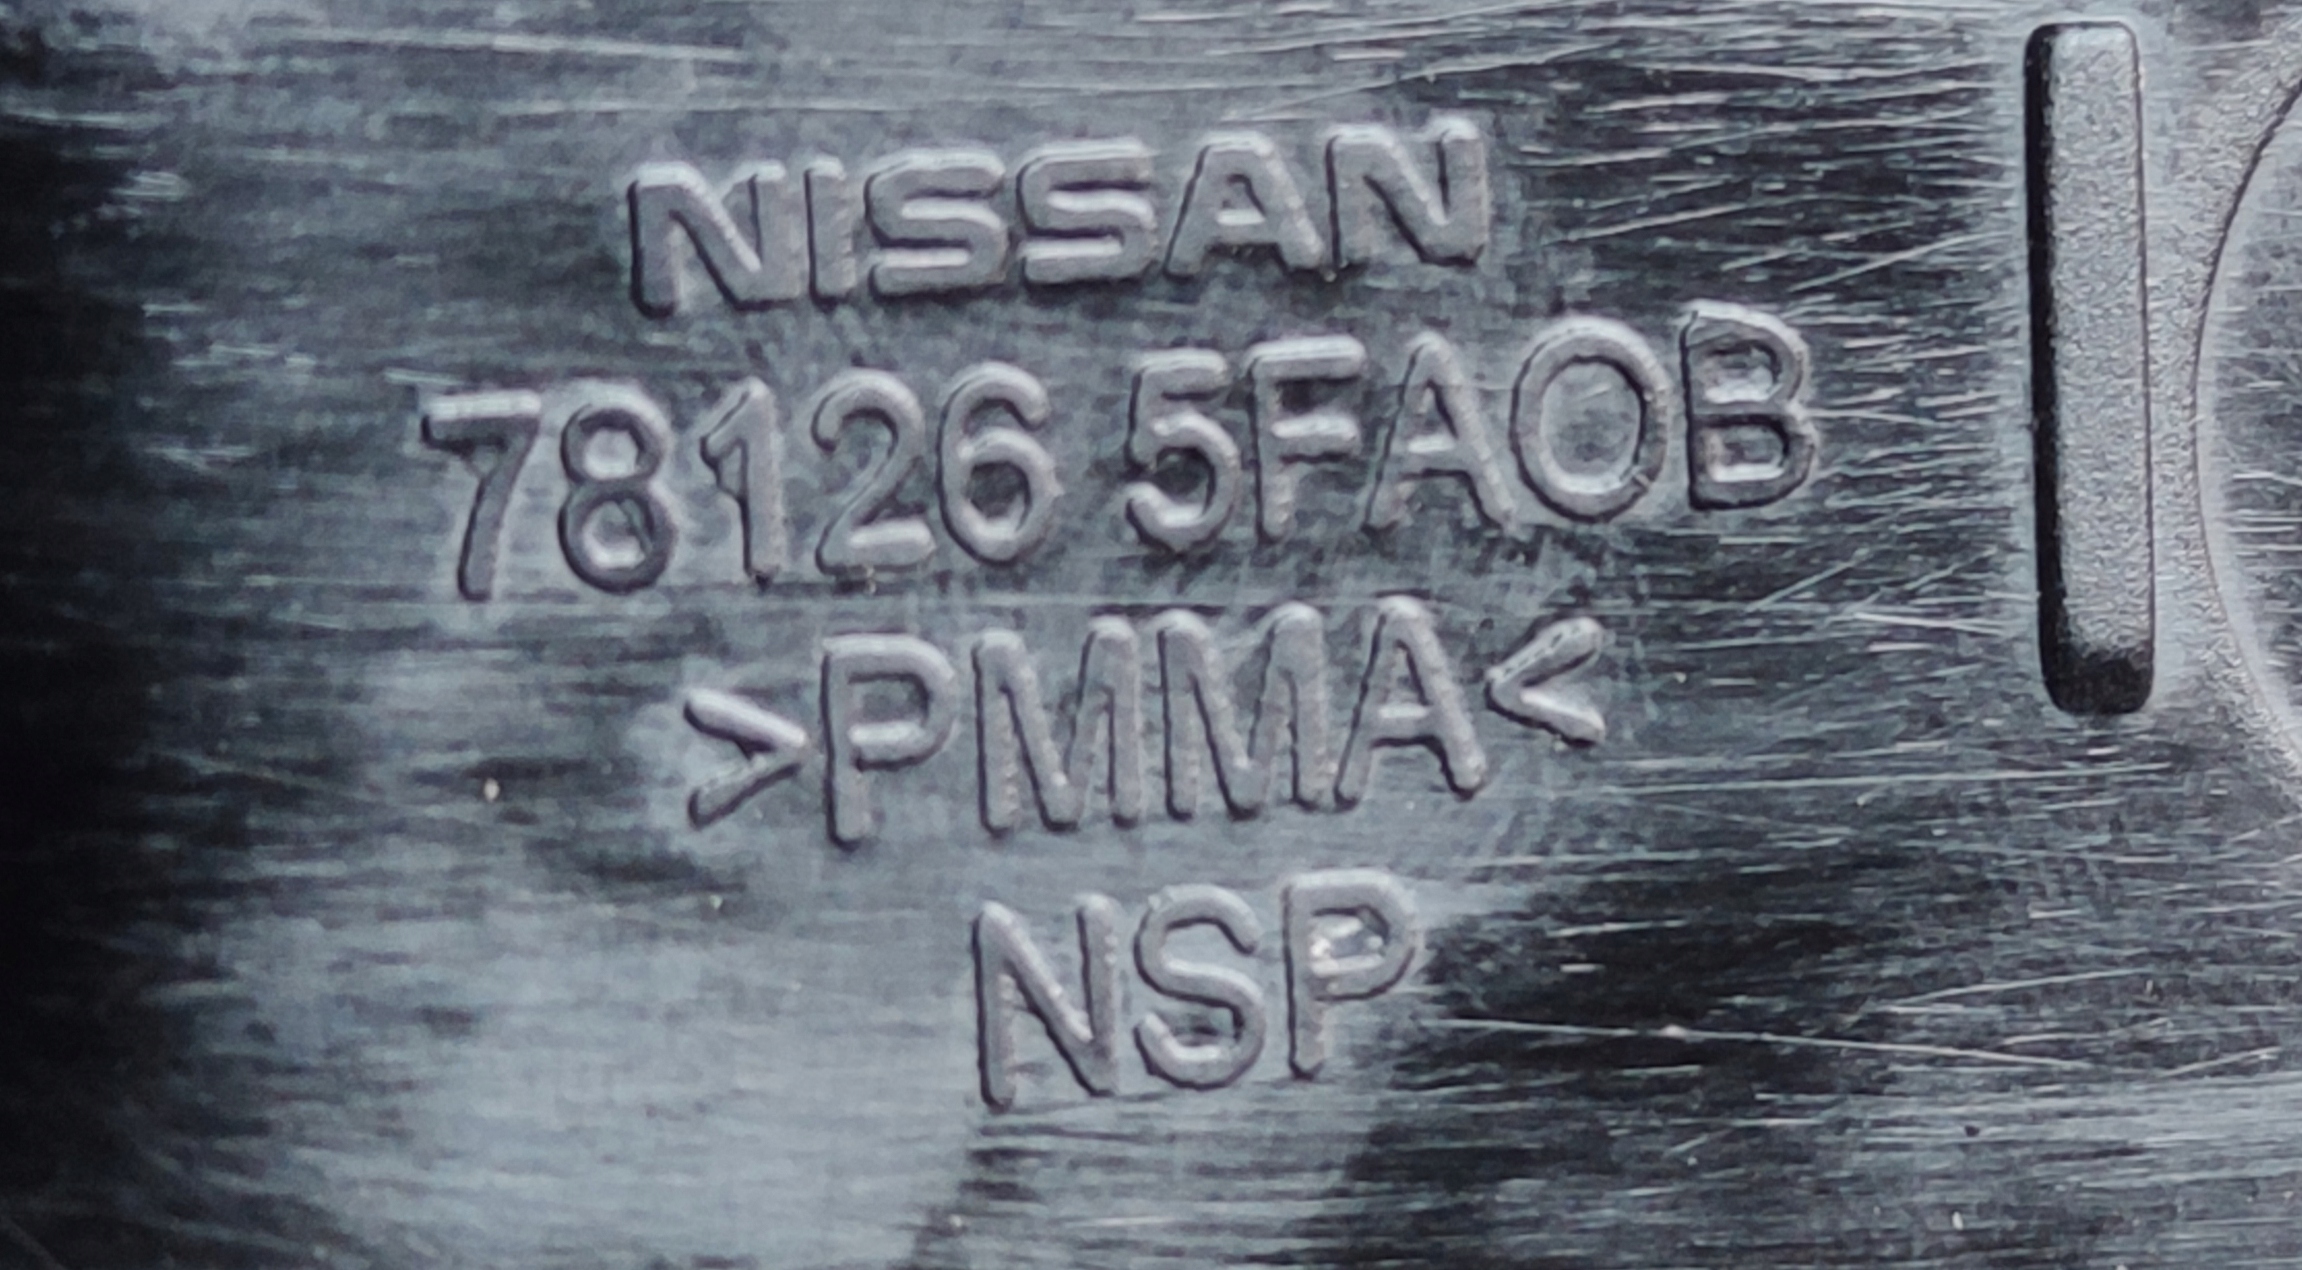 NISSAN
78126 5FA0B
>PMMA<
NSP